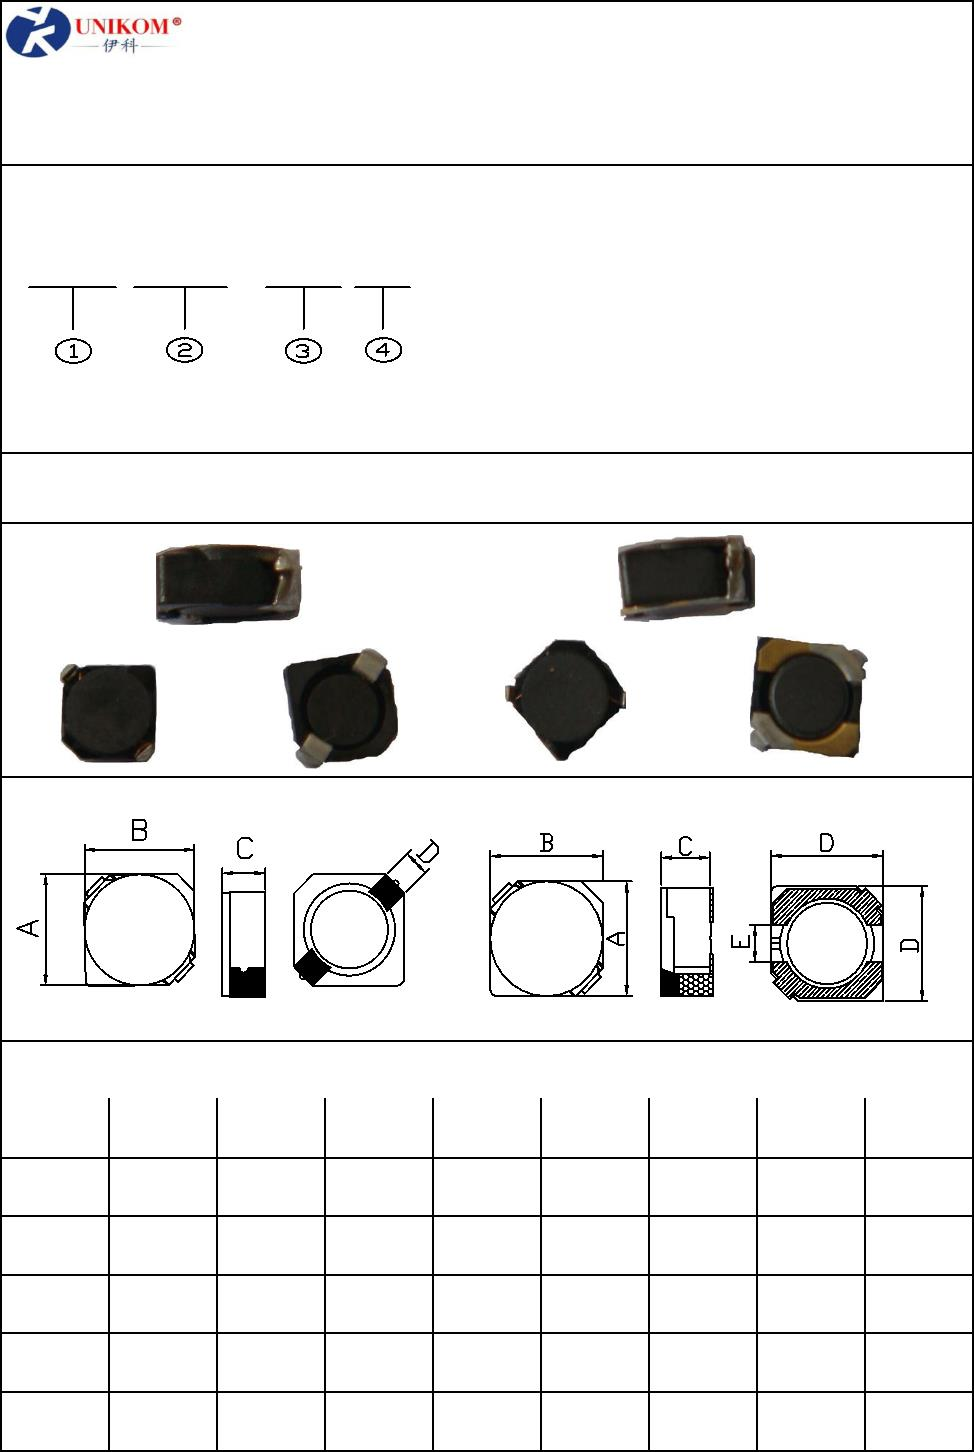 UNIKOM®
伊科
① ② ③ ④
B C D B C D
A A E D